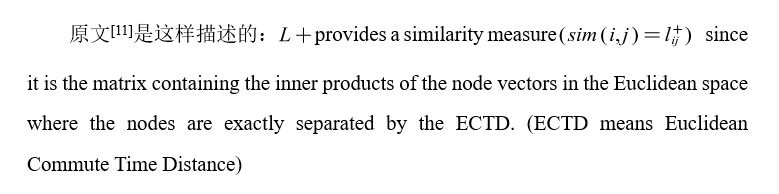 原文[11]是这样描述的：L+provides a similarity measure(sim(i,j)=l⁺ᵢⱼ) since
it is the matrix containing the inner products of the node vectors in the Euclidean space
where the nodes are exactly separated by the ECTD. (ECTD means Euclidean
Commute Time Distance)